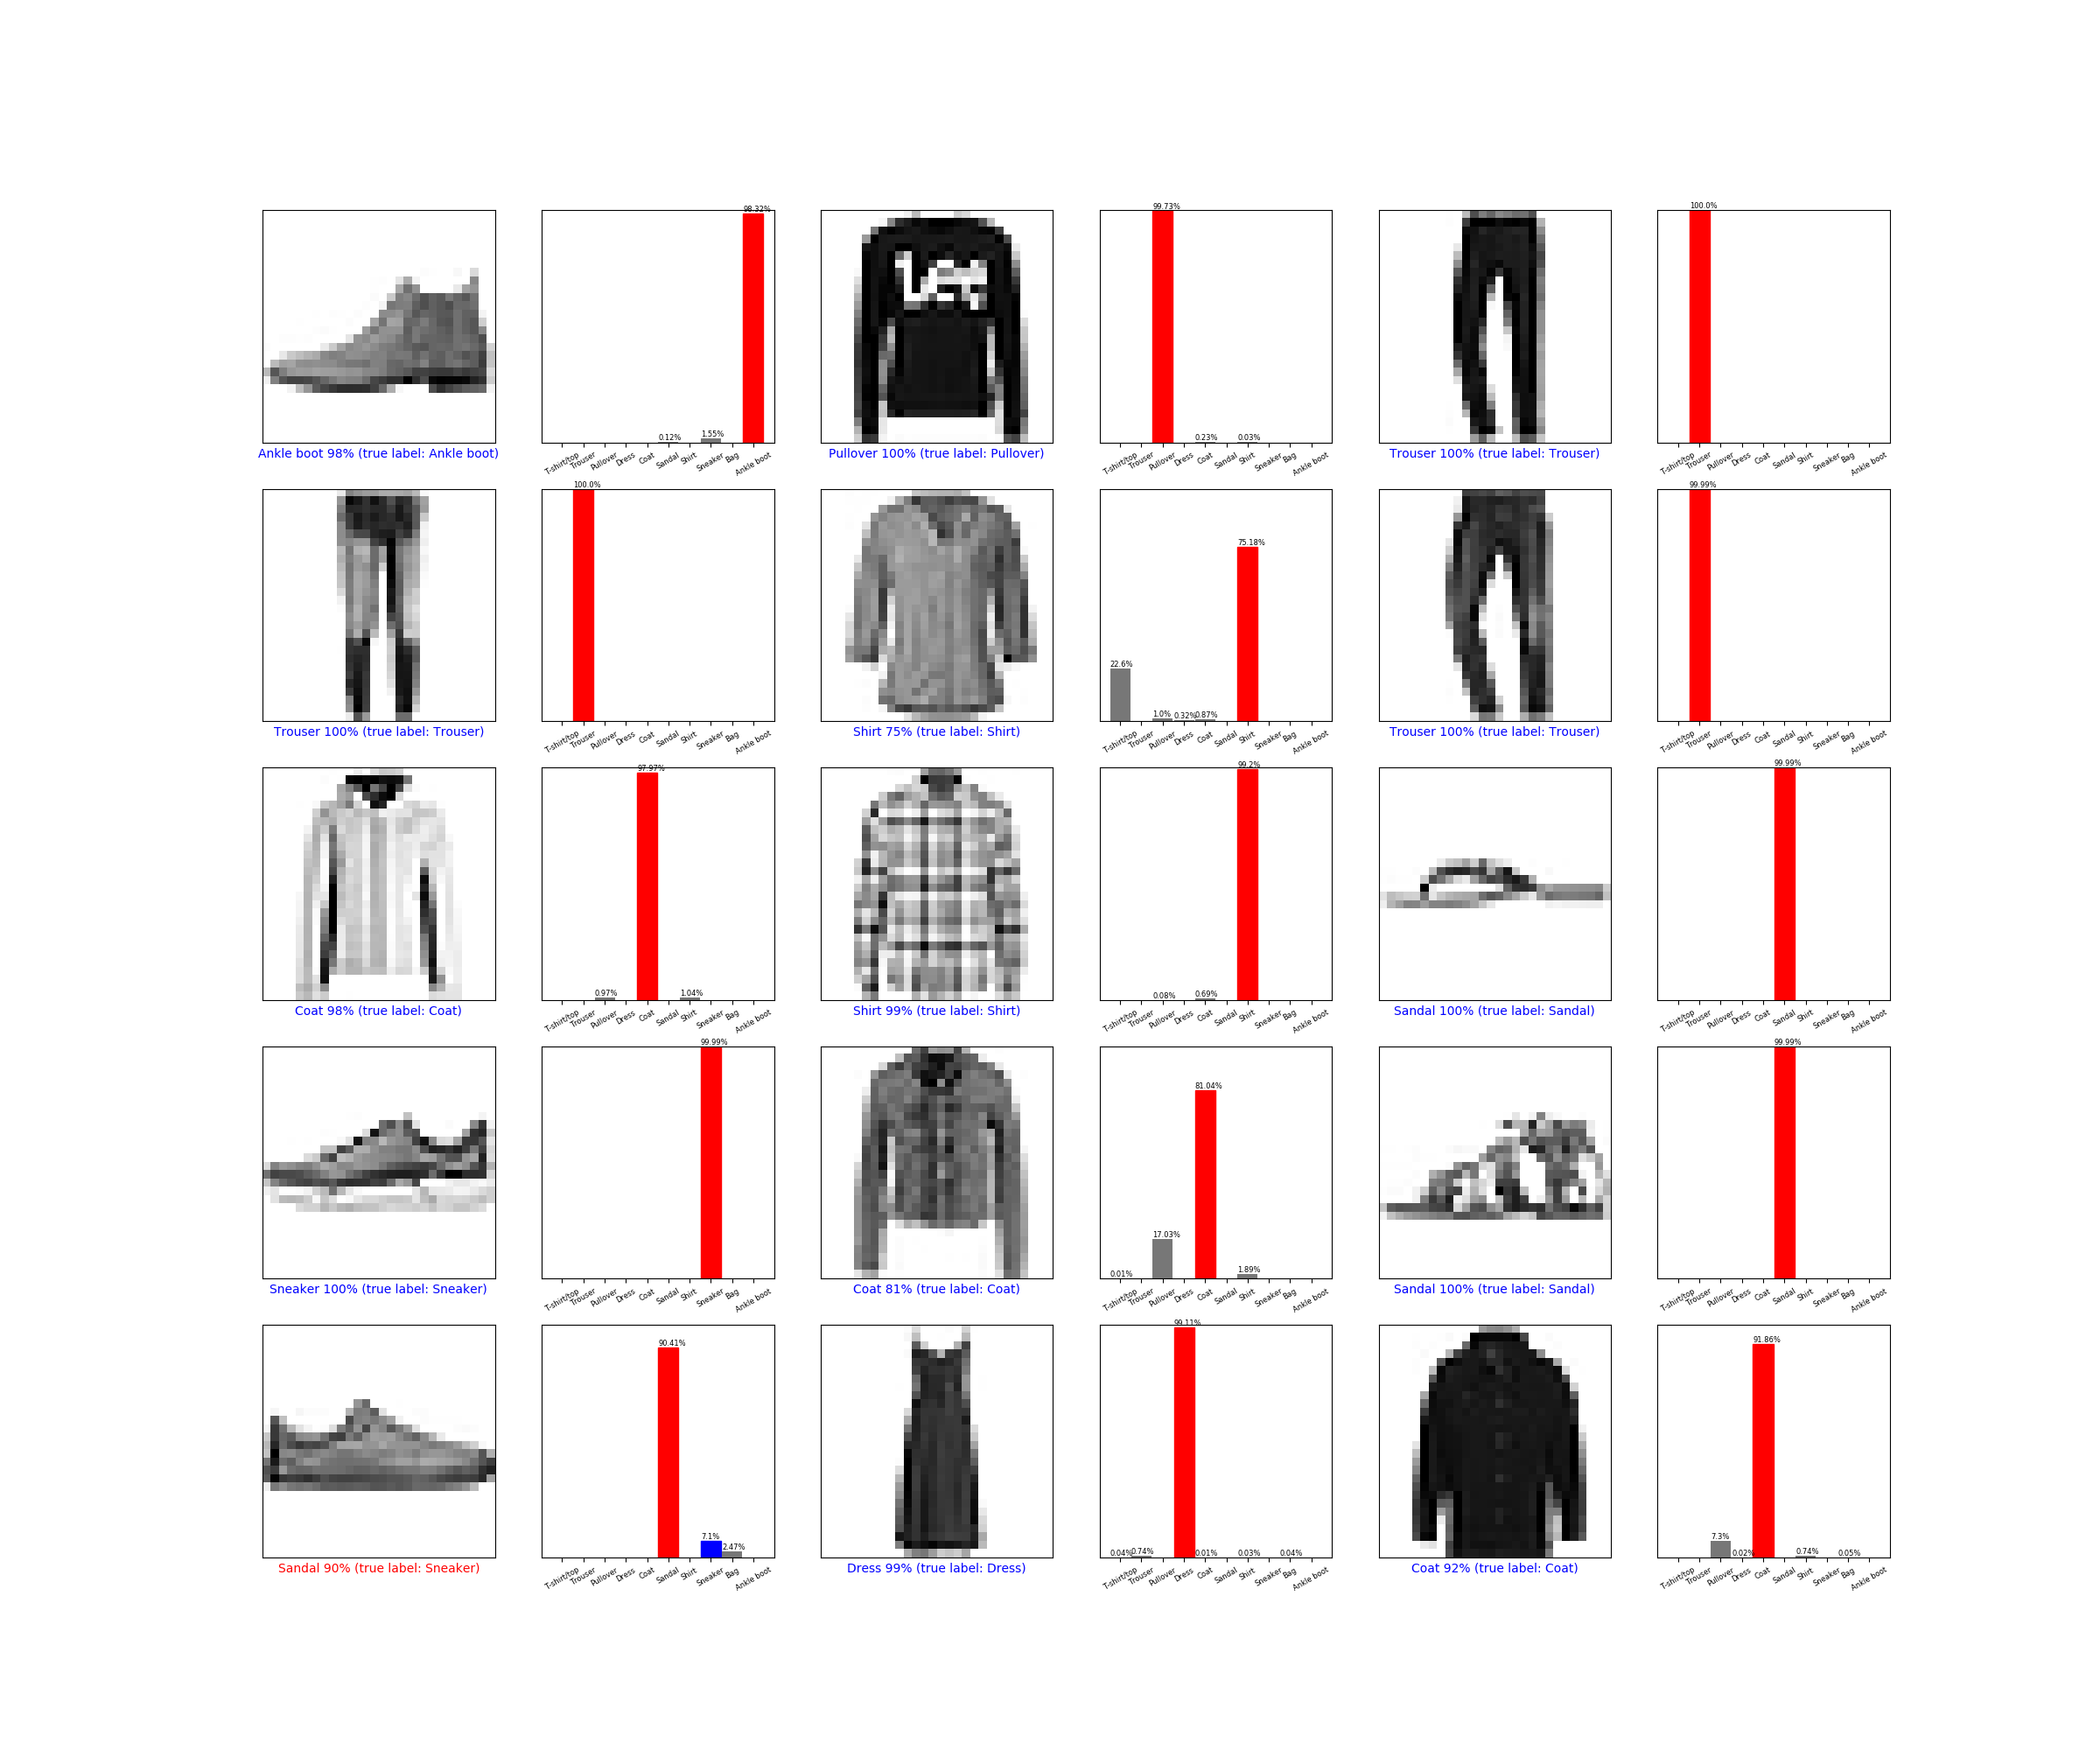 98.32%
99.73%
100.0%
0.12%
1.55%
0.23%
0.03%
T-shirt/top Trouser Pullover Dress Coat Sandal Shirt Sneaker Bag Ankle boot
T-shirt/top Trouser Pullover Dress Coat Sandal Shirt Sneaker Bag Ankle boot
T-shirt/top Trouser Pullover Dress Coat Sandal Shirt Sneaker Bag Ankle boot
Ankle boot 98% (true label: Ankle boot)
Pullover 100% (true label: Pullover)
Trouser 100% (true label: Trouser)
100.0%
75.18%
99.99%
22.6%
1.0%
0.32%
0.87%
T-shirt/top Trouser Pullover Dress Coat Sandal Shirt Sneaker Bag Ankle boot
T-shirt/top Trouser Pullover Dress Coat Sandal Shirt Sneaker Bag Ankle boot
T-shirt/top Trouser Pullover Dress Coat Sandal Shirt Sneaker Bag Ankle boot
Trouser 100% (true label: Trouser)
Shirt 75% (true label: Shirt)
Trouser 100% (true label: Trouser)
97.97%
99.2%
99.99%
0.97%
1.04%
0.08%
0.69%
T-shirt/top Trouser Pullover Dress Coat Sandal Shirt Sneaker Bag Ankle boot
T-shirt/top Trouser Pullover Dress Coat Sandal Shirt Sneaker Bag Ankle boot
T-shirt/top Trouser Pullover Dress Coat Sandal Shirt Sneaker Bag Ankle boot
Coat 98% (true label: Coat)
Shirt 99% (true label: Shirt)
Sandal 100% (true label: Sandal)
99.99%
81.04%
99.99%
0.01%
17.03%
1.89%
T-shirt/top Trouser Pullover Dress Coat Sandal Shirt Sneaker Bag Ankle boot
T-shirt/top Trouser Pullover Dress Coat Sandal Shirt Sneaker Bag Ankle boot
T-shirt/top Trouser Pullover Dress Coat Sandal Shirt Sneaker Bag Ankle boot
Sneaker 100% (true label: Sneaker)
Coat 81% (true label: Coat)
Sandal 100% (true label: Sandal)
90.41%
7.1%
2.47%
99.11%
0.04%
0.74%
0.01%
0.03%
0.04%
91.86%
7.3%
0.02%
0.74%
0.05%
T-shirt/top Trouser Pullover Dress Coat Sandal Shirt Sneaker Bag Ankle boot
T-shirt/top Trouser Pullover Dress Coat Sandal Shirt Sneaker Bag Ankle boot
T-shirt/top Trouser Pullover Dress Coat Sandal Shirt Sneaker Bag Ankle boot
Sandal 90% (true label: Sneaker)
Dress 99% (true label: Dress)
Coat 92% (true label: Coat)